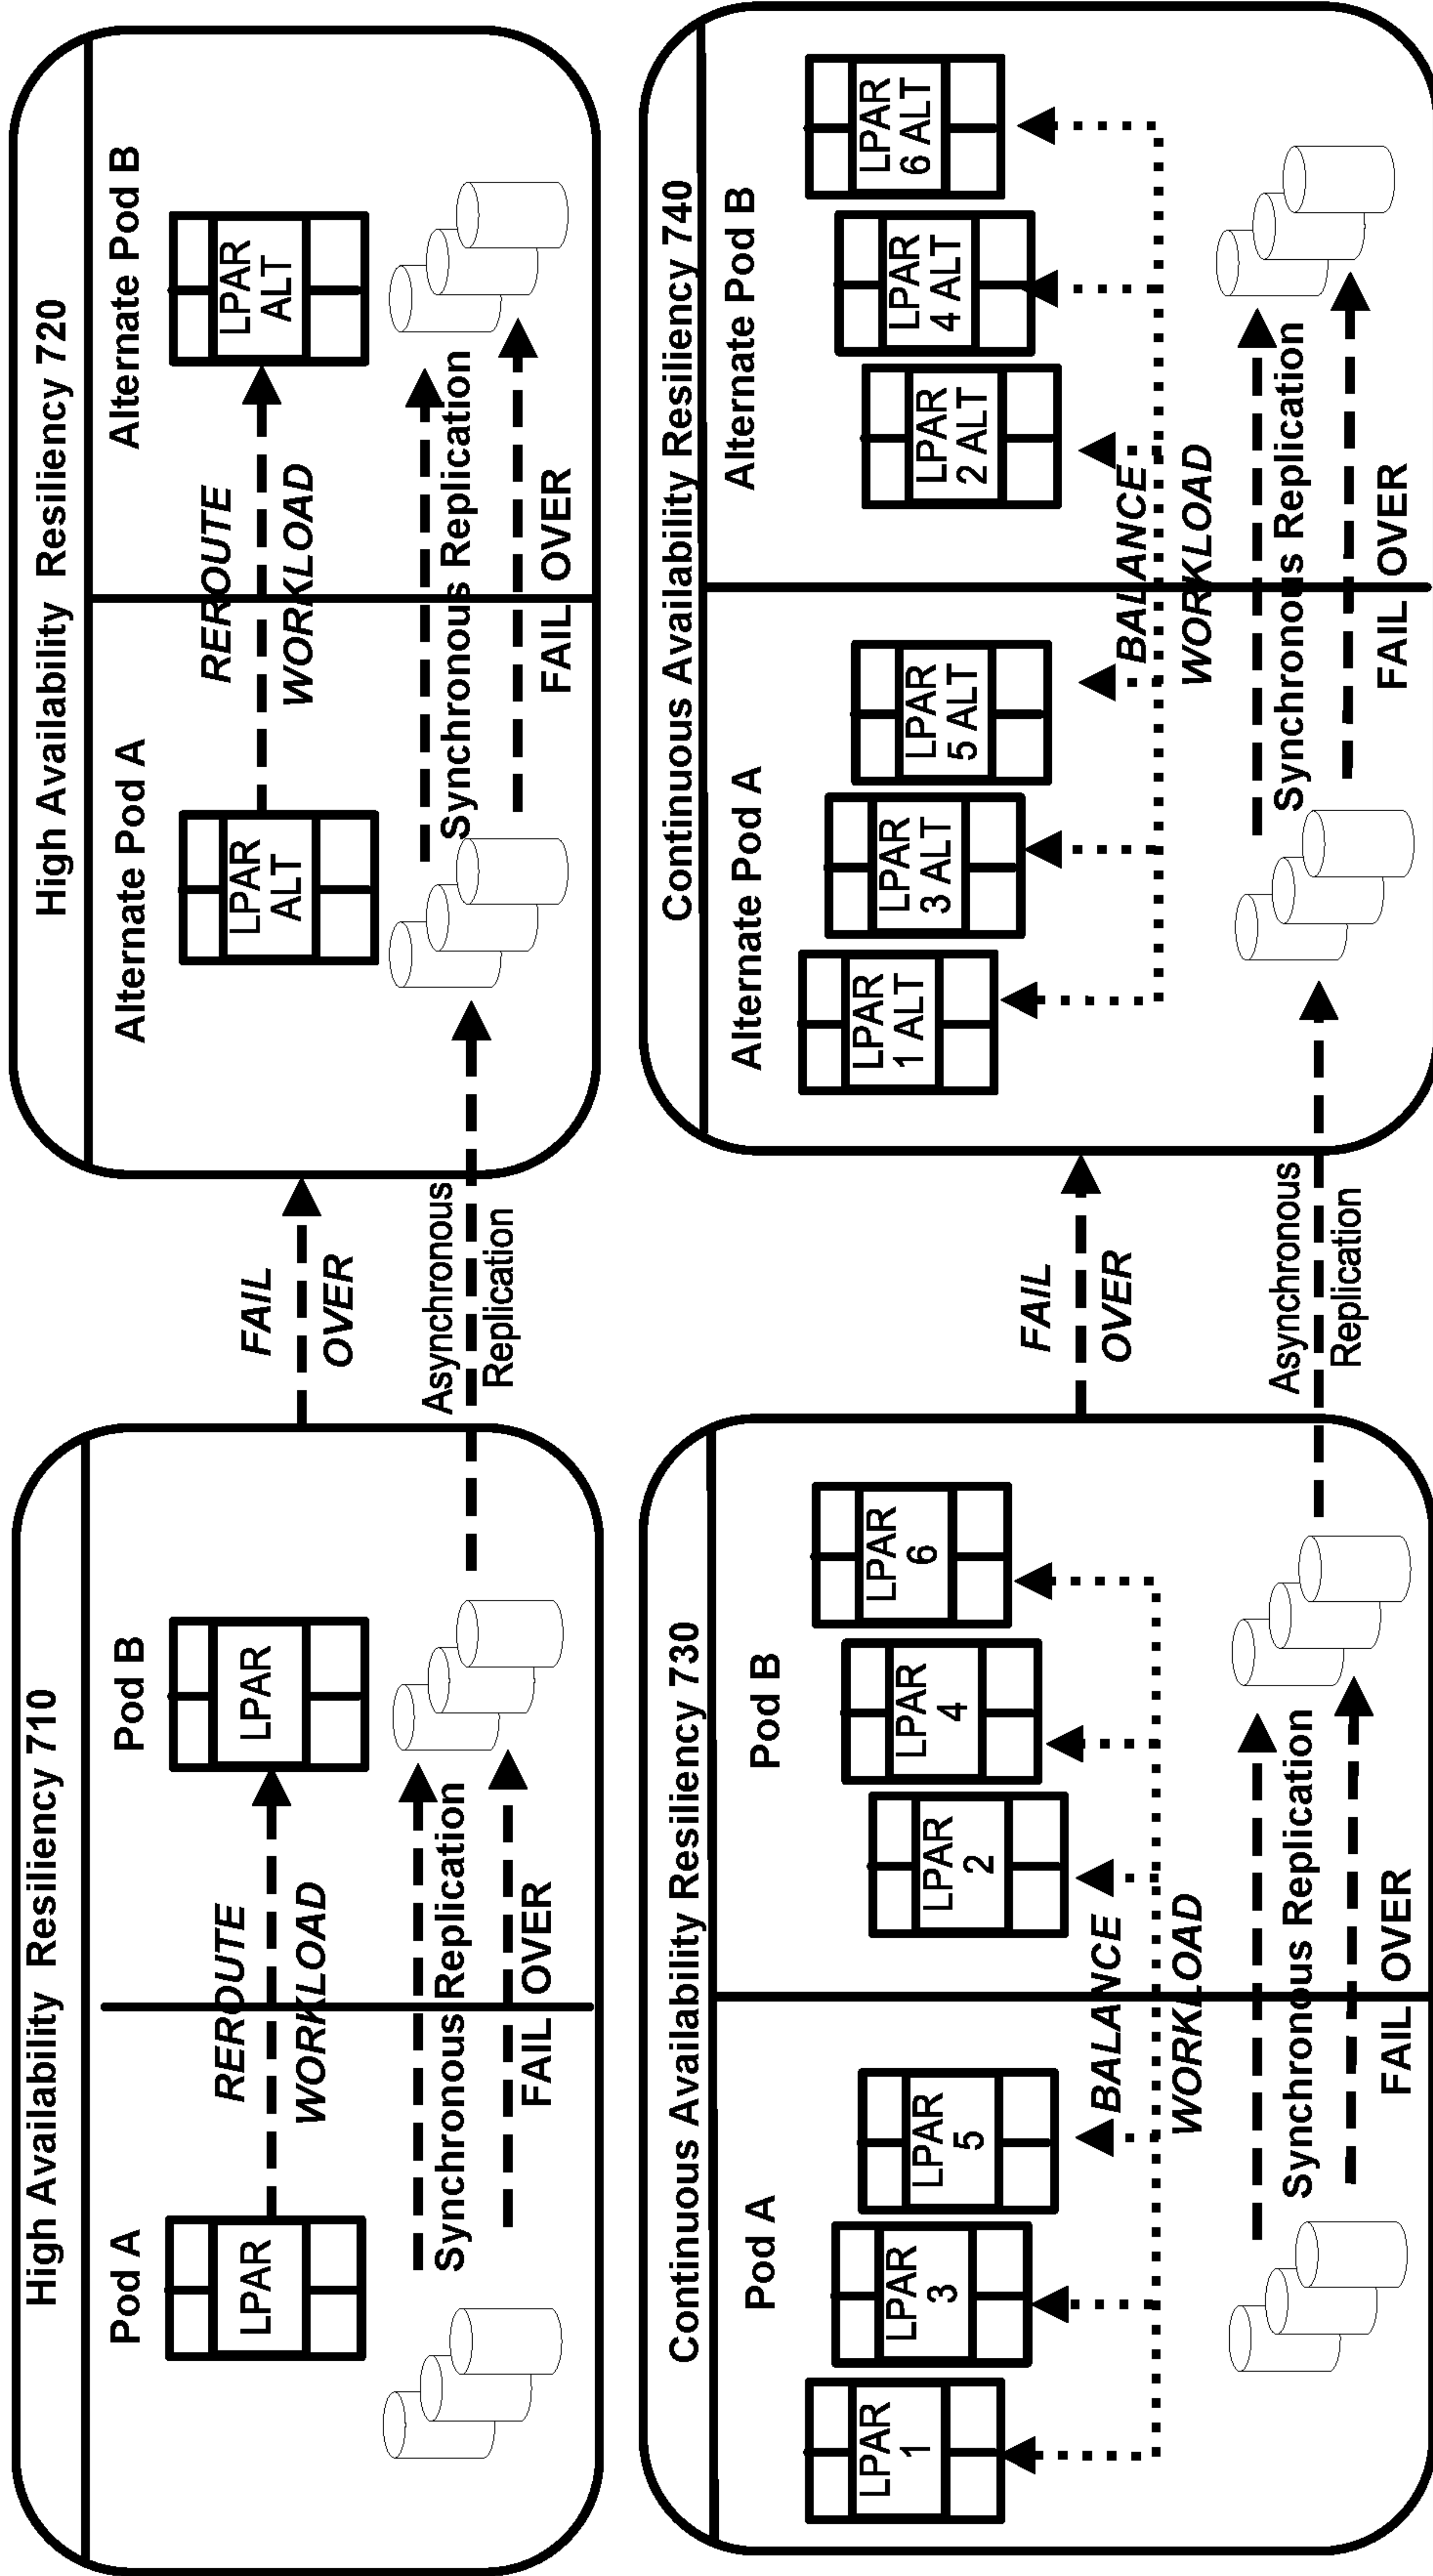 High Availability  Resiliency 710
Pod A
Pod B
LPAR
REROUTE
WORKLOAD
LPAR
Synchronous Replication
FAIL OVER
FAIL
OVER
Asynchronous
Replication
High Availability  Resiliency 720
Alternate Pod A
Alternate Pod B
LPAR
ALT
REROUTE
WORKLOAD
LPAR
ALT
Synchronous Replication
FAIL OVER
Continuous Availability Resiliency 730
Pod A
Pod B
LPAR
1
LPAR
3
LPAR
5
LPAR
2
LPAR
4
LPAR
6
BALANCE
WORKLOAD
Synchronous Replication
FAIL OVER
FAIL
OVER
Asynchronous
Replication
Continuous Availability Resiliency 740
Alternate Pod A
Alternate Pod B
LPAR
1 ALT
LPAR
3 ALT
LPAR
5 ALT
LPAR
2 ALT
LPAR
4 ALT
LPAR
6 ALT
BALANCE
WORKLOAD
Synchronous Replication
FAIL OVER